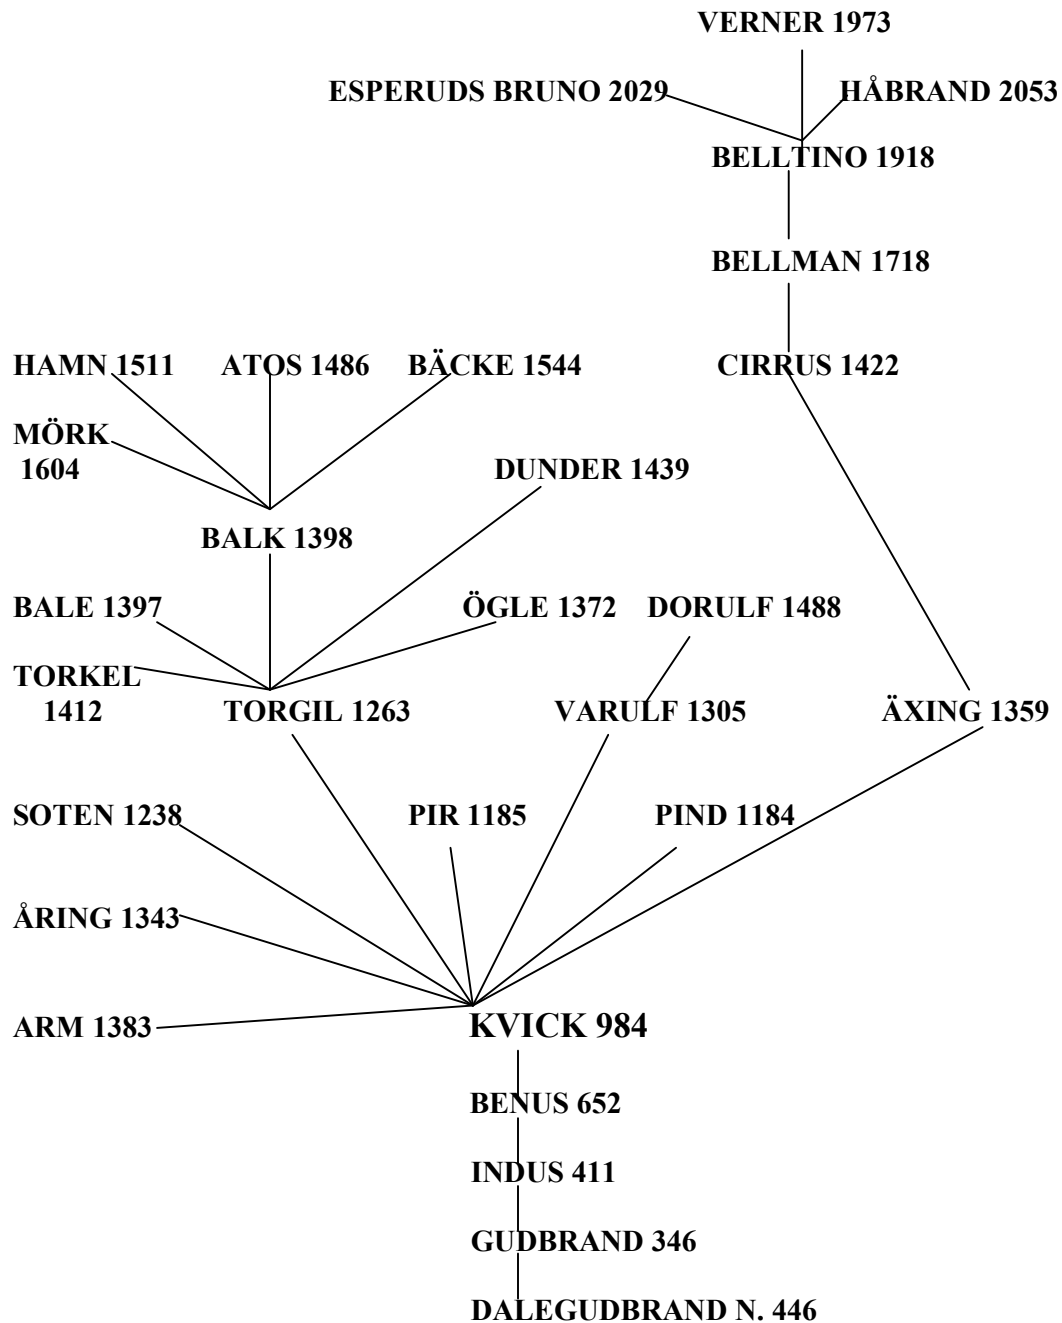 VERNER 1973
ESPERUDS BRUNO 2029
HÅBRAND 2053
BELLTINO 1918
BELLMAN 1718
HAMN 1511
ATOS 1486
BÄCKE 1544
CIRRUS 1422
MÖRK
1604
DUNDER 1439
BALK 1398
BALE 1397
ÖGLE 1372
DORULF 1488
TORKEL
1412
TORGIL 1263
VARULF 1305
ÄXING 1359
SOTEN 1238
PIR 1185
PIND 1184
ÅRING 1343
ARM 1383
KVICK 984
BENUS 652
INDUS 411
GUDBRAND 346
DALEGUDBRAND N. 446